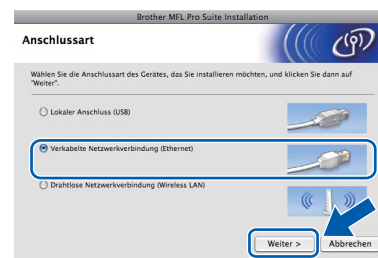 Brother MFL Pro Suite Installation
Anschlussart
Wählen Sie die Anschlussart des Gerätes, das Sie installieren möchten, und klicken Sie dann auf
"Weiter".
Lokaler Anschluss (USB)
Verkabelte Netzwerkverbindung (Ethernet)
Drahtlose Netzwerkverbindung (Wireless LAN)
Weiter >
Abbrechen